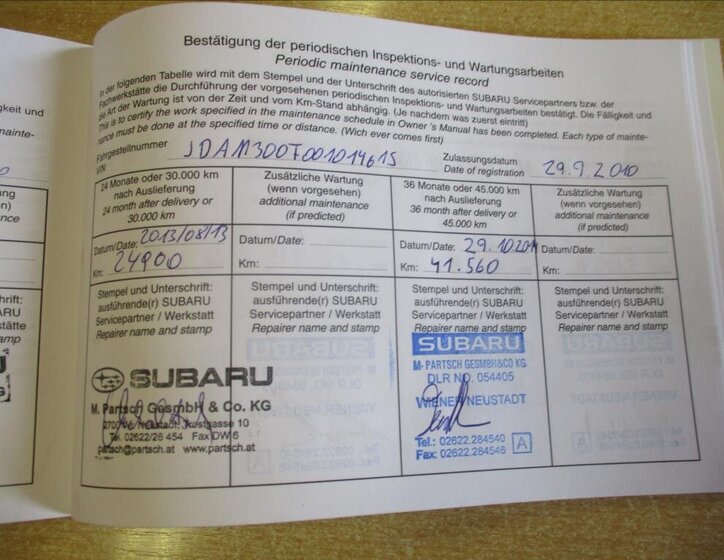 Bestätigung der periodischen Inspektions- und Wartungsarbeiten
Periodic maintenance service record
In der folgenden Tabelle wird mit dem Stempel und der Unterschrift des autorisierten SUBARU Servicepartners bzw. der
Fachwerkstätte die Durchführung der vorgesehenen periodischen Inspektions- und Wartungsarbeiten bestätigt. Die Fälligkeit und
die Art der Wartung ist von der Zeit und vom Km-Stand abhängig. (Je nachdem was zuerst eintritt)
This is to certify the work specified in the maintenance schedule in Owner´s Manual has been completed. Each type of mainte-
nance must be done at the specified time or distance. (Wich ever comes first)
Fahrgestellnummer JDAM300F001014615 Zulassungsdatum 29.9.2010
VIN Date of registration
24 Monate oder 30.000 km
nach Auslieferung
24 month after delivery or
30.000 km
Zusätzliche Wartung
(wenn vorgesehen)
additional maintenance
(if predicted)
36 Monate oder 45.000 km
nach Auslieferung
36 month after delivery or
45.000 km
Zusätzliche Wartung
(wenn vorgesehen)
additional maintenance
(if predicted)
Datum/Date: 2013/08/13 Datum/Date: Datum/Date: 29.10.2014 Datum/Date:
Km: 24900 Km: Km: 41.560 Km:
Stempel und Unterschrift:
ausführende(r) SUBARU
Servicepartner / Werkstatt
Repairer name and stamp
Stempel und Unterschrift:
ausführende(r) SUBARU
Servicepartner / Werkstatt
Repairer name and stamp
Stempel und Unterschrift:
ausführende(r) SUBARU
Servicepartner / Werkstatt
Repairer name and stamp
Stempel und Unterschrift:
ausführende(r) SUBARU
Servicepartner / Werkstatt
Repairer name and stamp
SUBARU
M. Partsch GesmbH & Co. KG
2700 Wr. Neustadt, Trostgasse 10
Tel. 02622/28 454 Fax DW 6
partsch@partsch.at www.partsch.at
SUBARU
M. PARTSCH GESMBH&CO KG
DLR NO. 054405
WIENER NEUSTADT
Tel.: 02622.284540
Fax: 02622.284546 A